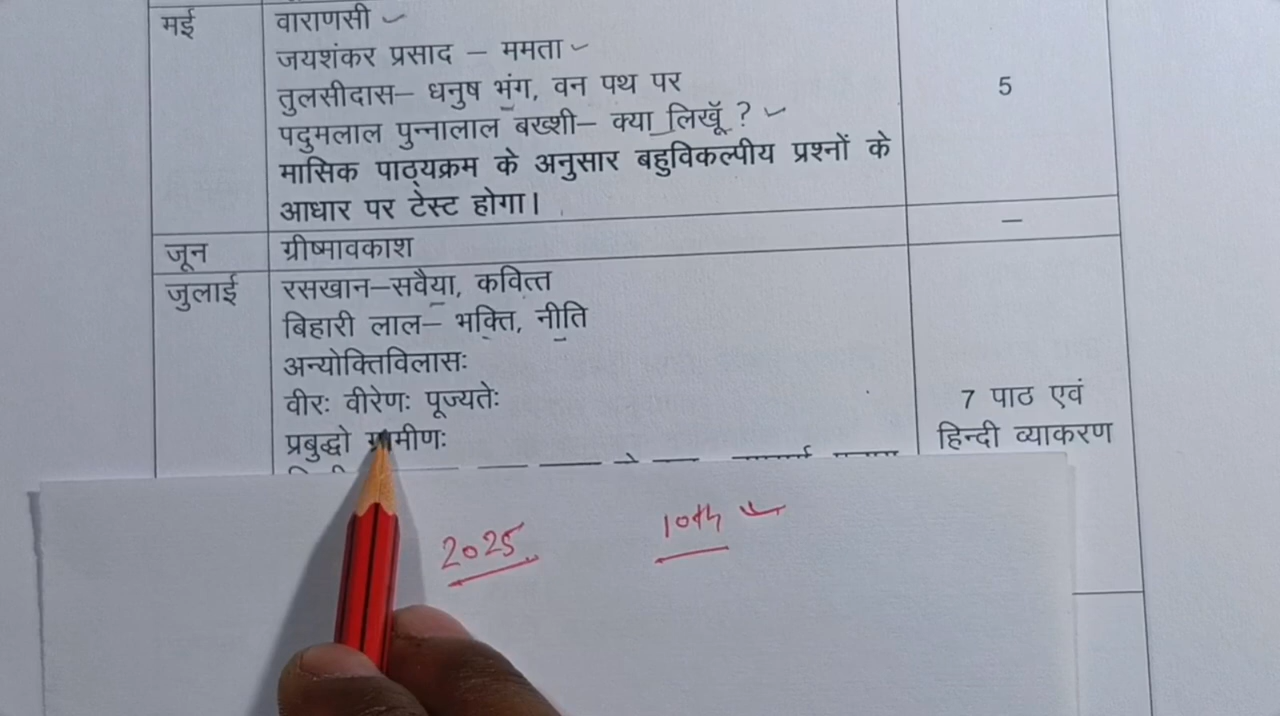 मई
वाराणसी
जयशंकर प्रसाद – ममता
तुलसीदास– धनुष भंग, वन पथ पर
पदुमलाल पुन्नालाल बख्शी– क्या लिखूँ ?
मासिक पाठ्यक्रम के अनुसार बहुविकल्पीय प्रश्नों के
आधार पर टेस्ट होगा।
5
जून
ग्रीष्मावकाश
–
जुलाई
रसखान–सवैया, कवित्त
बिहारी लाल– भक्ति, नीति
अन्योक्तिविलासः
वीरः वीरेणः पूज्यतेः
प्रबुद्धो ग्रामीणः
7 पाठ एवं
हिन्दी व्याकरण
2025 10th